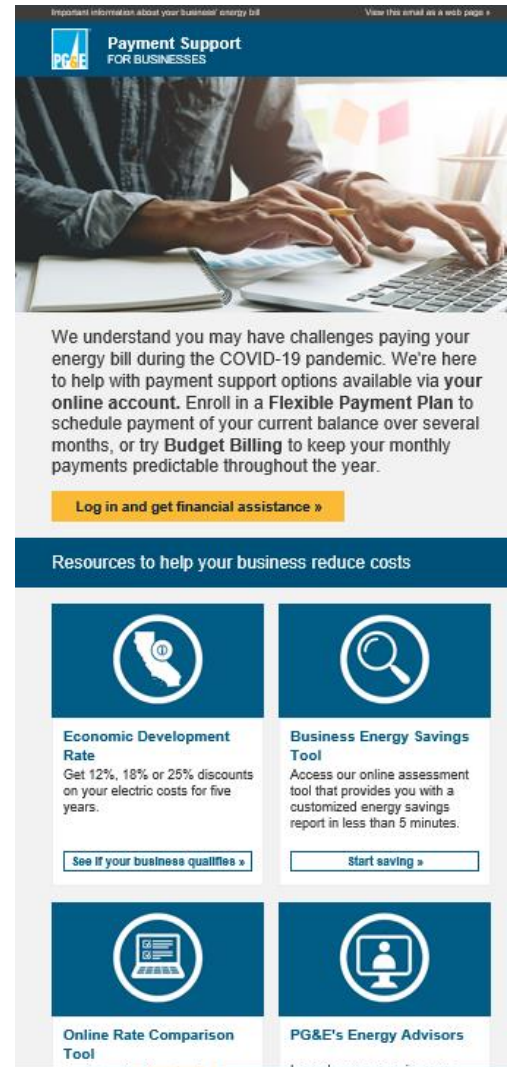 Important information about your business' energy bill
View this email as a web page »
PG&E
Payment Support
FOR BUSINESSES
We understand you may have challenges paying your
energy bill during the COVID-19 pandemic. We're here
to help with payment support options available via your
online account. Enroll in a Flexible Payment Plan to
schedule payment of your current balance over several
months, or try Budget Billing to keep your monthly
payments predictable throughout the year.
Log in and get financial assistance »
Resources to help your business reduce costs
Economic Development
Rate
Get 12%, 18% or 25% discounts
on your electric costs for five
years.
See if your business qualifies »
Business Energy Savings
Tool
Access our online assessment
tool that provides you with a
customized energy savings
report in less than 5 minutes.
Start saving »
Online Rate Comparison
Tool
PG&E's Energy Advisors